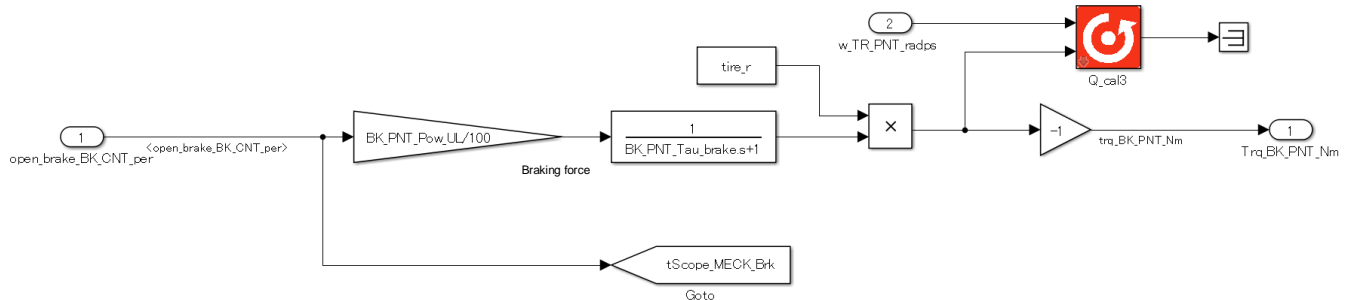 2
w_TR_PNT_radps
Q_cal3
tire_r
1
open_brake_BK_CNT_per
<open_brake_BK_CNT_per>
BK_PNT_Pow_UL/100
Braking force
1
BK_PNT_Tau_brake.s+1
×
-1
trq_BK_PNT_Nm
1
Trq_BK_PNT_Nm
tScope_MECK_Brk
Goto